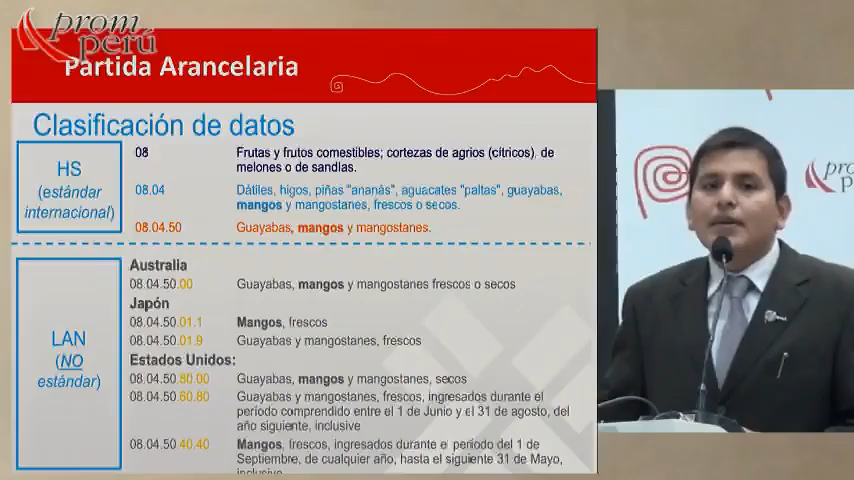 prom
perú
Partida Arancelaria
Clasificación de datos
HS
(estándar
internacional)
08
Frutas y frutos comestibles; cortezas de agrios (cítricos), de
melones o de sandías.
08.04
Dátiles, higos, piñas "ananás", aguacates "paltas", guayabas,
mangos y mangostanes, frescos o secos.
08.04.50
Guayabas, mangos y mangostanes.
LAN
(NO
estándar)
Australia
08.04.50.00
Guayabas, mangos y mangostanes frescos o secos
Japón
08.04.50.01.1
Mangos, frescos
08.04.50.01.9
Guayabas y mangostanes, frescos
Estados Unidos:
08.04.50.80.00
Guayabas, mangos y mangostanes, secos
08.04.50.60.80
Guayabas y mangostanes, frescos, ingresados durante el
período comprendido entre el 1 de Junio y el 31 de agosto, del
año siguiente, inclusive
08.04.50.40.40
Mangos, frescos, ingresados durante el período del 1 de
Septiembre, de cualquier año, hasta el siguiente 31 de Mayo,
inclusive
prom
p